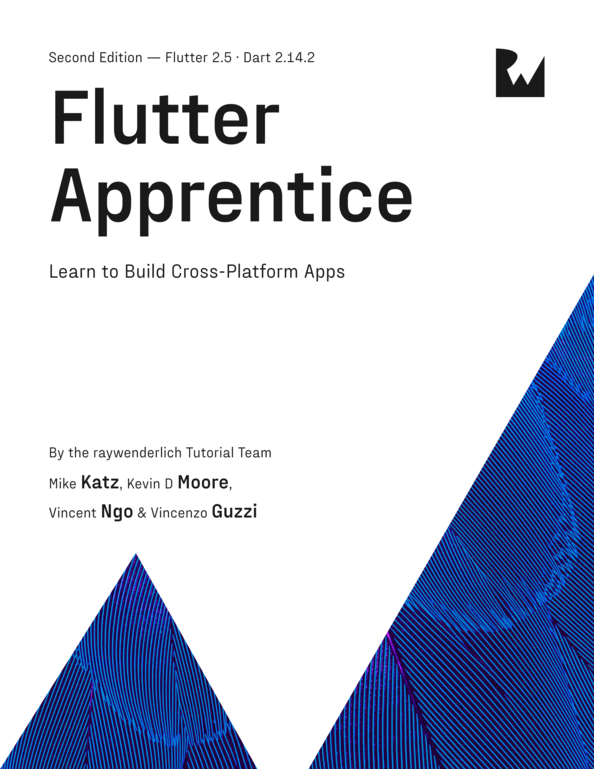 Second Edition — Flutter 2.5 · Dart 2.14.2
Flutter
Apprentice
Learn to Build Cross-Platform Apps
By the raywenderlich Tutorial Team
Mike Katz, Kevin D Moore,
Vincent Ngo & Vincenzo Guzzi